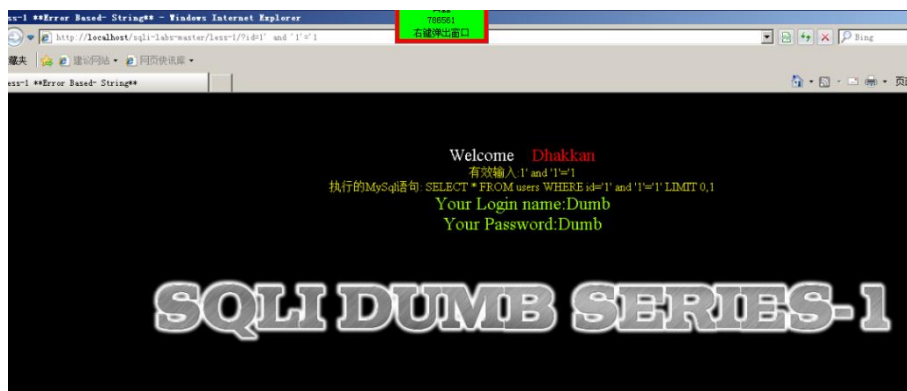 ss-1 **Error Based- String** - Windows Internet Explorer
786561
右键弹出窗口
http://localhost/sqli-labs-master/Less-1/?id=1' and '1'='1
Bing
藏夹 建议网站 网页快讯库
ess-1 **Error Based- String**
Welcome Dhakkan
有效输入:1' and '1'='1
执行的MySql语句: SELECT * FROM users WHERE id='1' and '1'='1' LIMIT 0,1
Your Login name:Dumb
Your Password:Dumb
SQLI DUMB SERIES-1